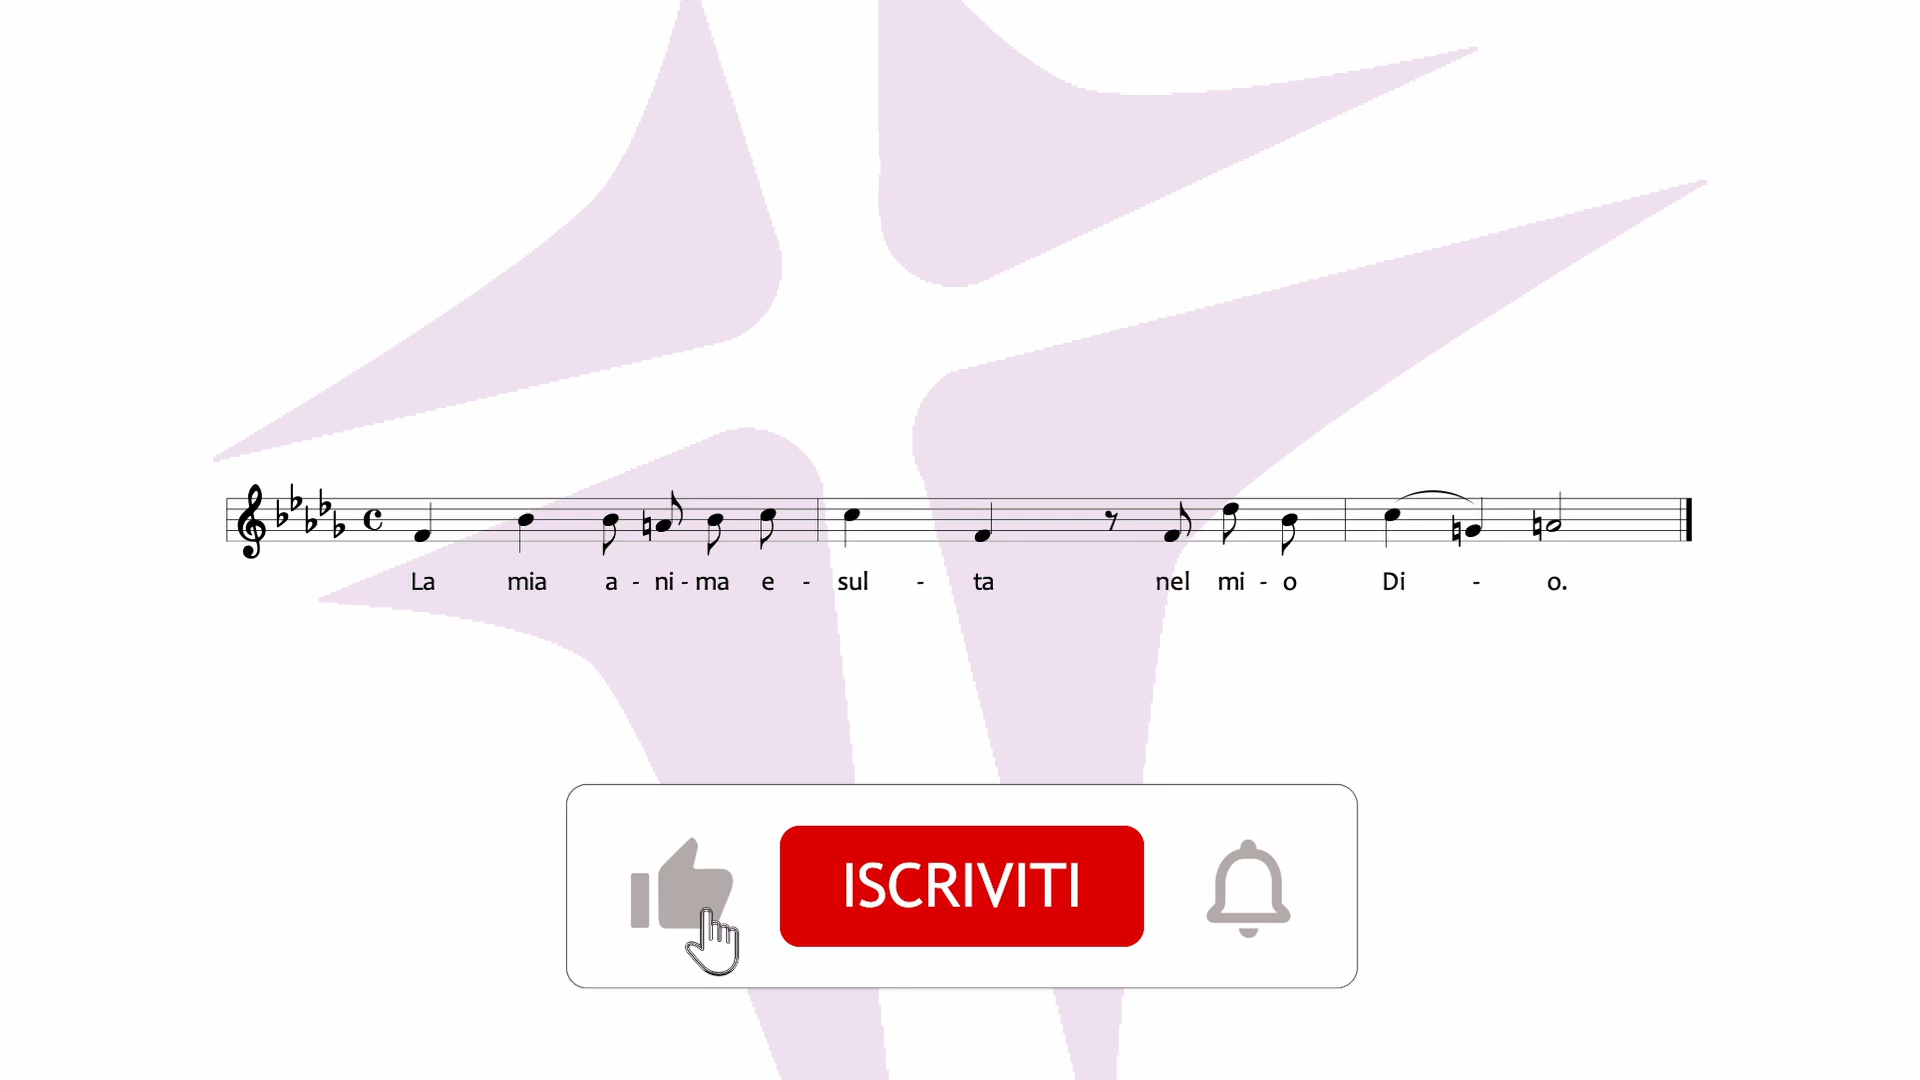 La mia a - ni - ma e - sul - ta nel mi - o Di - o.
ISCRIVITI